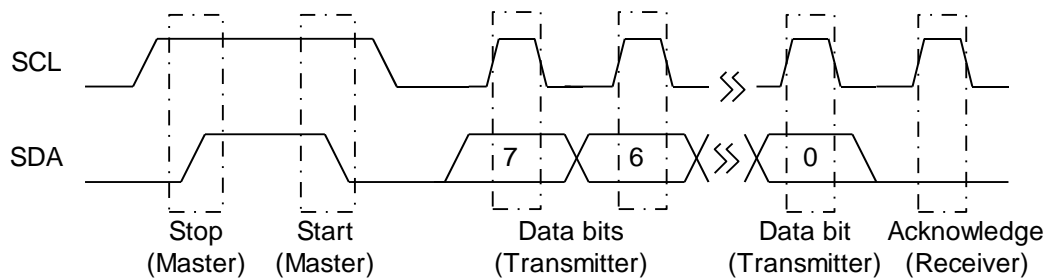 SCL
SDA
7
6
0
Stop
(Master)
Start
(Master)
Data bits
(Transmitter)
Data bit
(Transmitter)
Acknowledge
(Receiver)